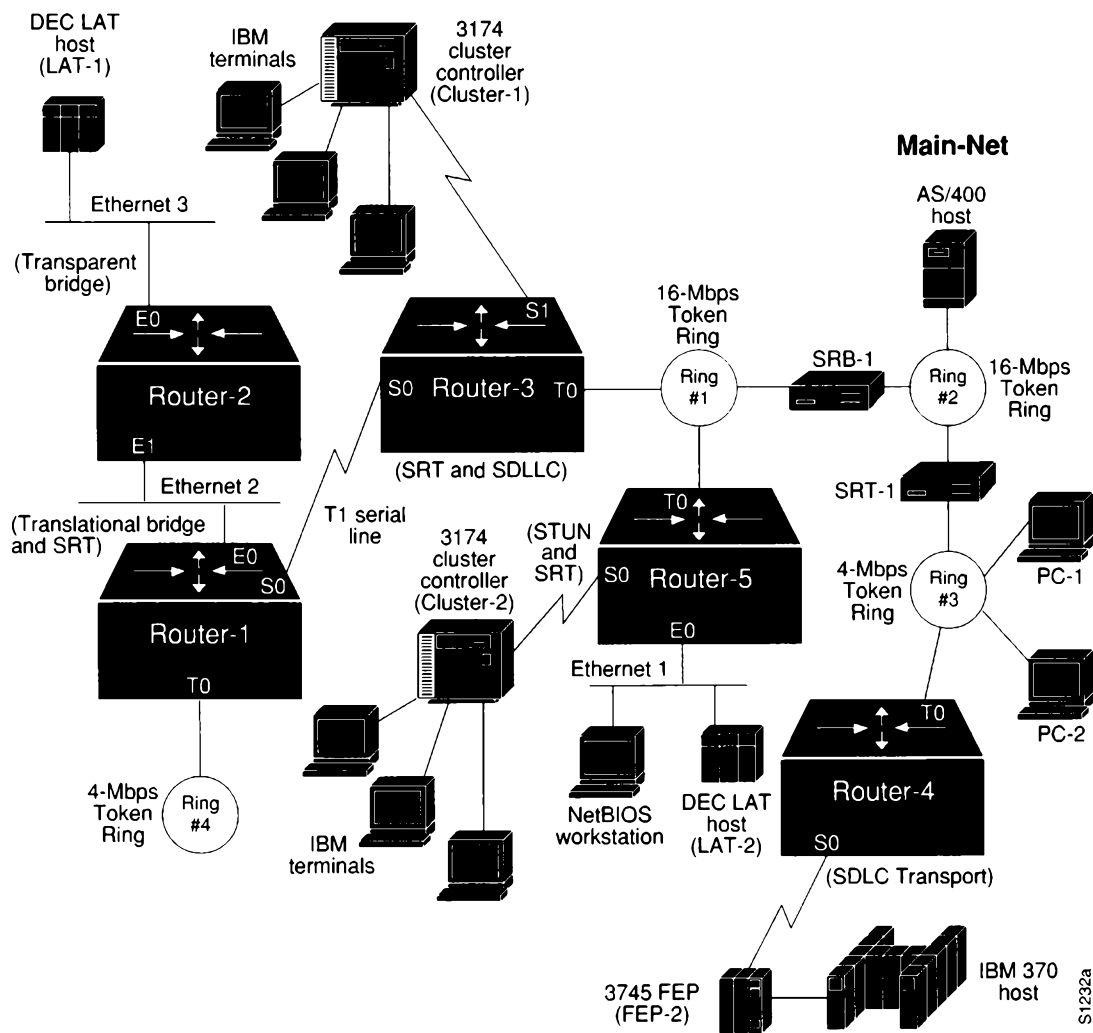 DEC LAT
host
(LAT-1)
IBM
terminals
3174
cluster
controller
(Cluster-1)
Main-Net
AS/400
host
Ethernet 3
(Transparent
bridge)
E0
Router-2
E1
S1
S0
Router-3
T0
(SRT and SDLLC)
16-Mbps
Token
Ring
Ring
#1
SRB-1
Ring
#2
16-Mbps
Token
Ring
SRT-1
Ethernet 2
(Translational bridge
and SRT)
T1 serial
line
E0
S0
Router-1
T0
4-Mbps
Token
Ring
Ring
#4
3174
cluster
controller
(Cluster-2)
IBM
terminals
(STUN
and
SRT)
T0
S0
Router-5
E0
Ethernet 1
NetBIOS
workstation
DEC LAT
host
(LAT-2)
4-Mbps
Token
Ring
Ring
#3
PC-1
PC-2
T0
Router-4
S0
(SDLC Transport)
3745 FEP
(FEP-2)
IBM 370
host
S1232a